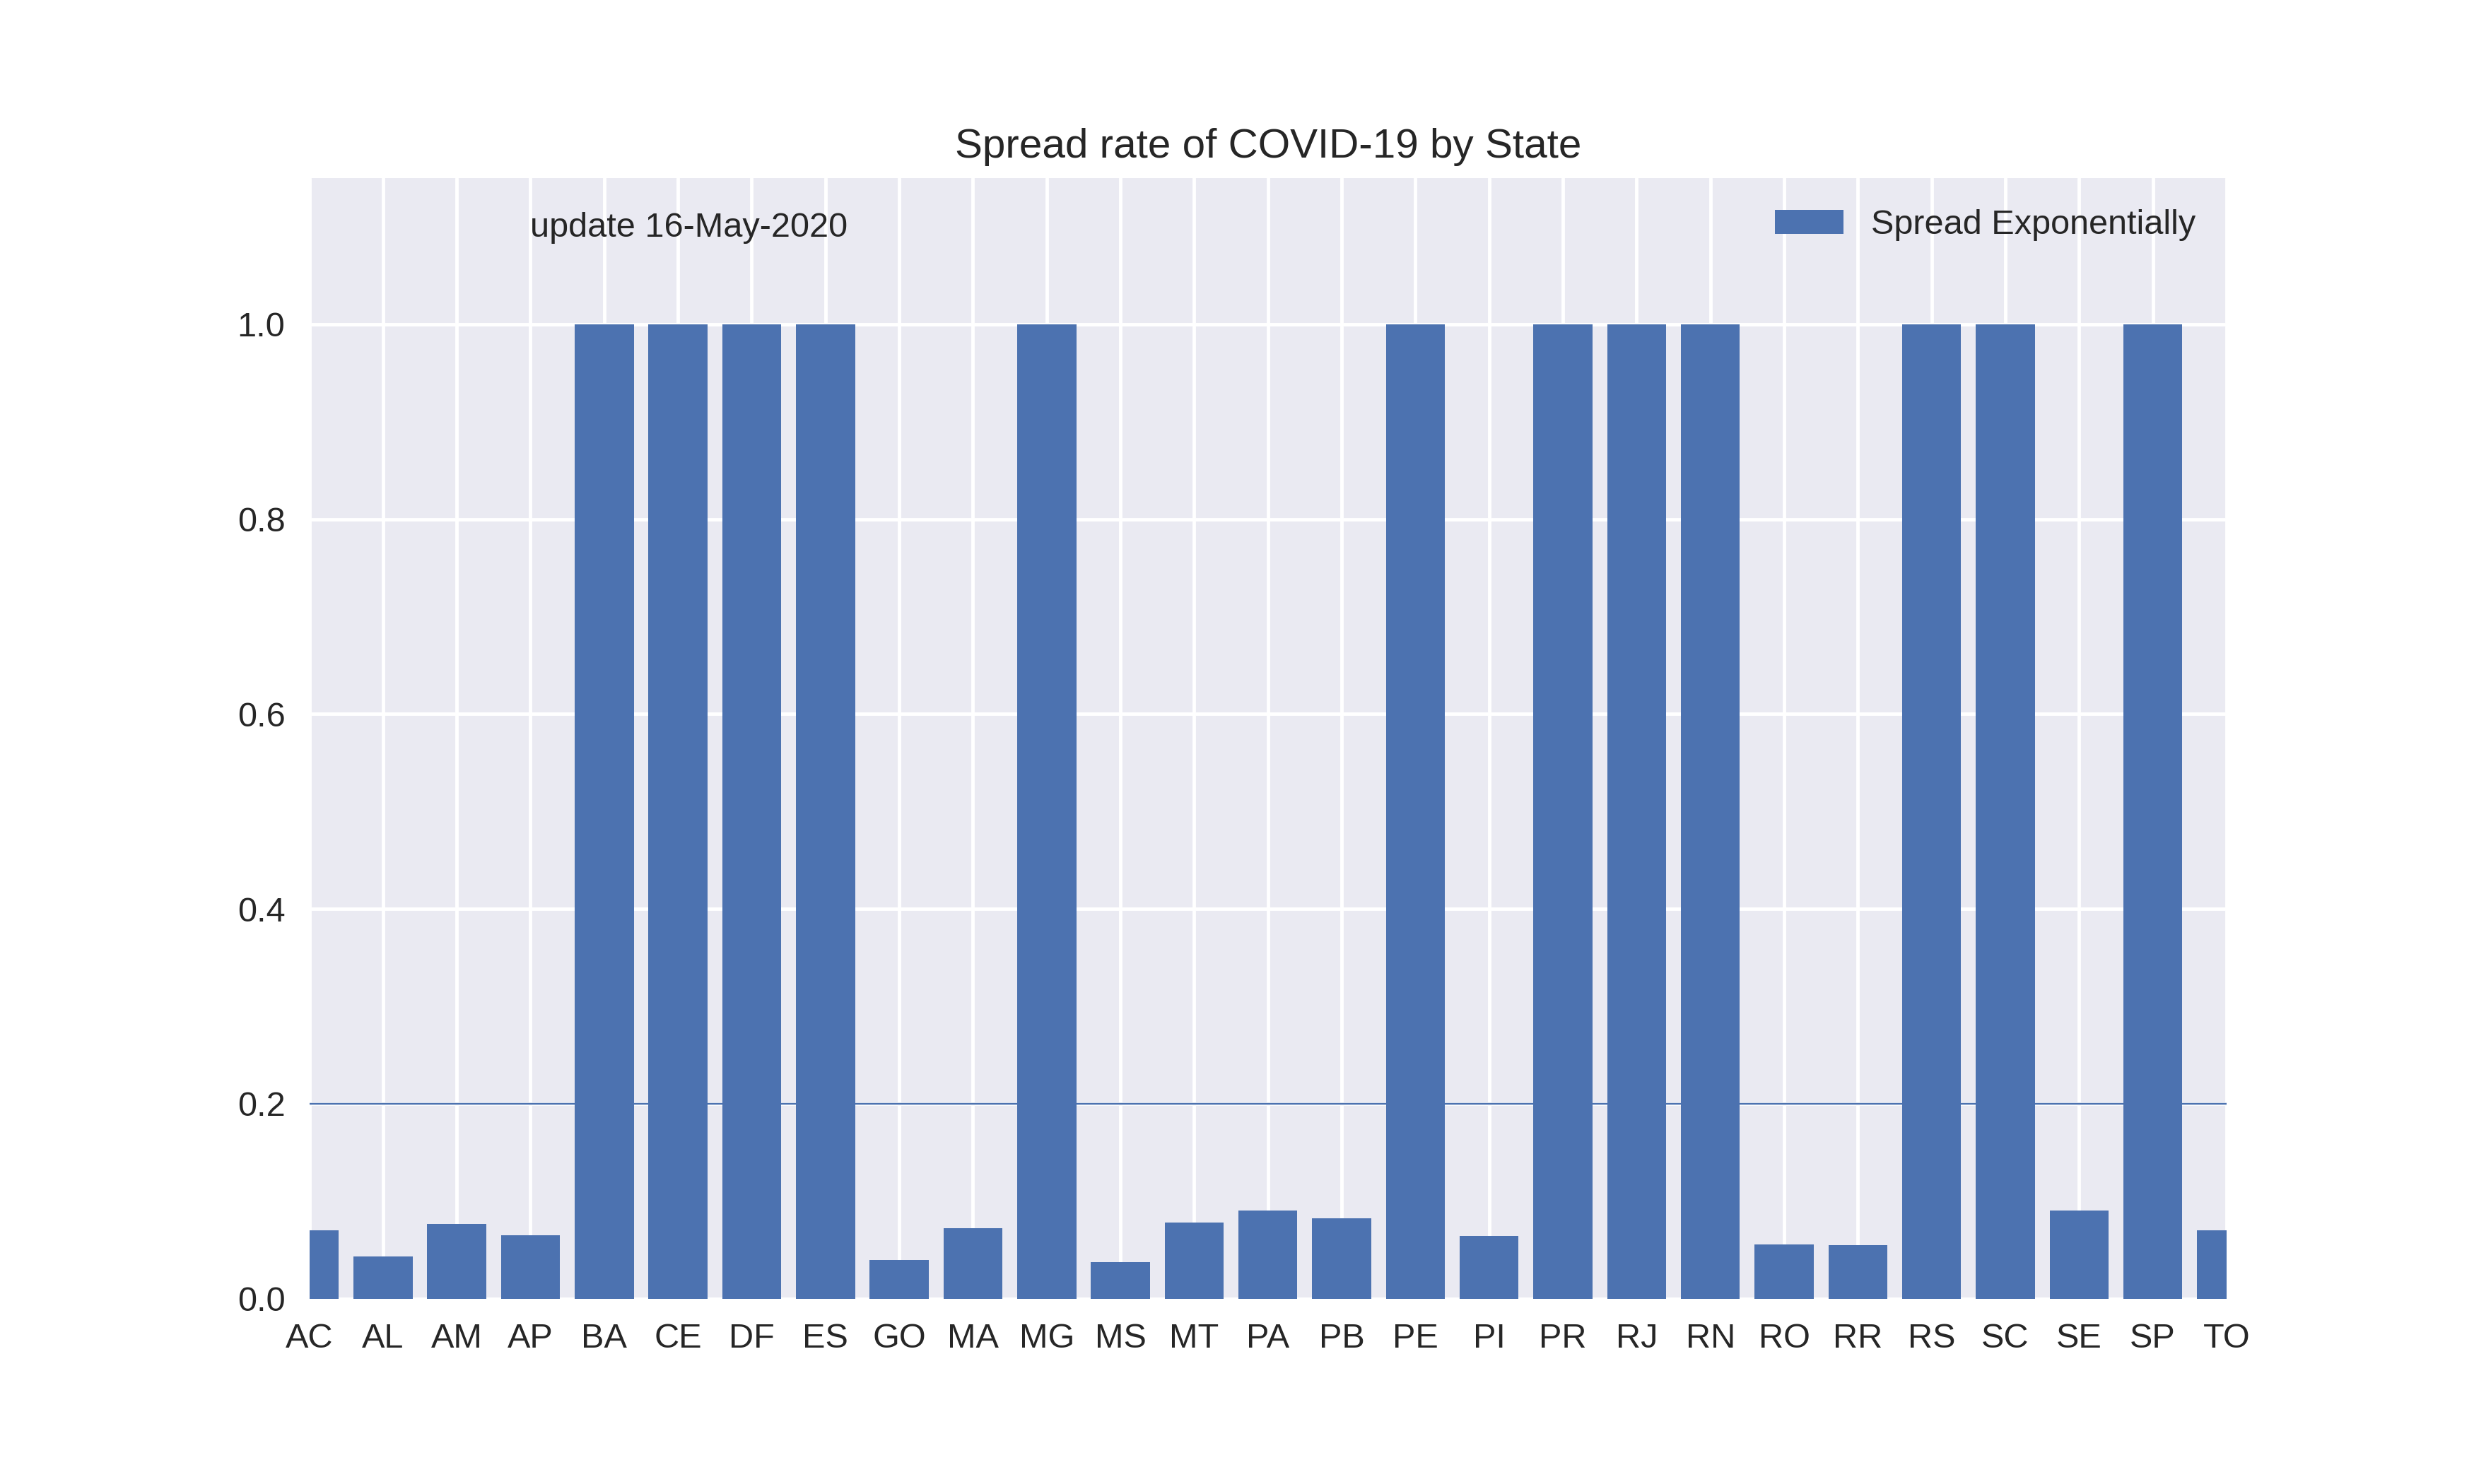 Spread rate of COVID-19 by State
update 16-May-2020
Spread Exponentially
1.0
0.8
0.6
0.4
0.2
0.0
AC AL AM AP BA CE DF ES GO MA MG MS MT PA PB PE PI PR RJ RN RO RR RS SC SE SP TO